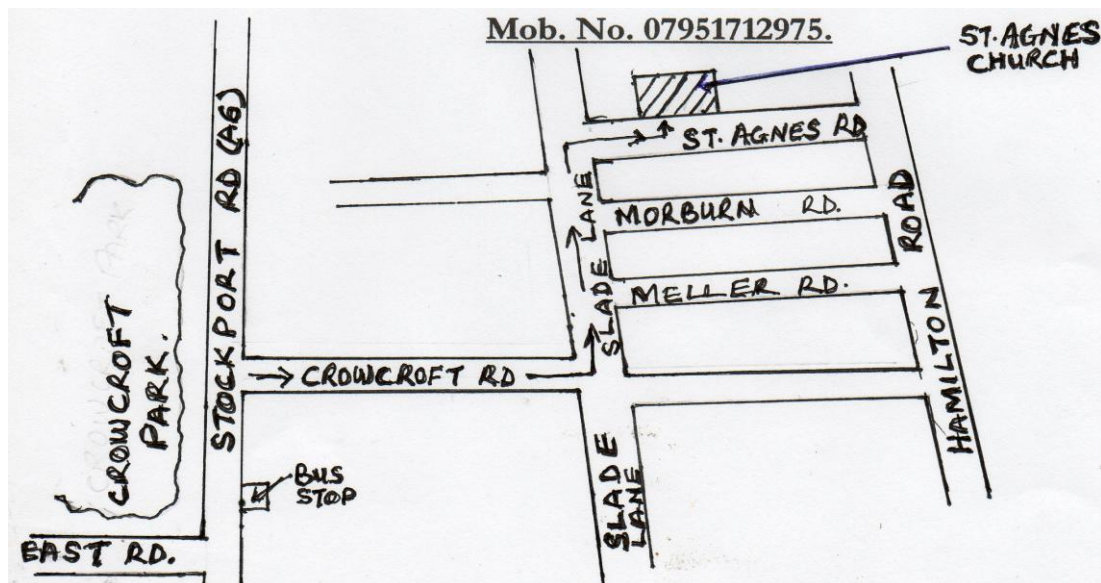 Mob. No. 07951712975.
ST. AGNES
CHURCH
STOCKPORT RD (A6)
ST. AGNES RD
SLADE LANE
MORBURN RD.
HAMILTON ROAD
MELLER RD.
CROWCROFT
PARK.
CROWCROFT RD
BUS
STOP
SLADE
LANE
EAST RD.